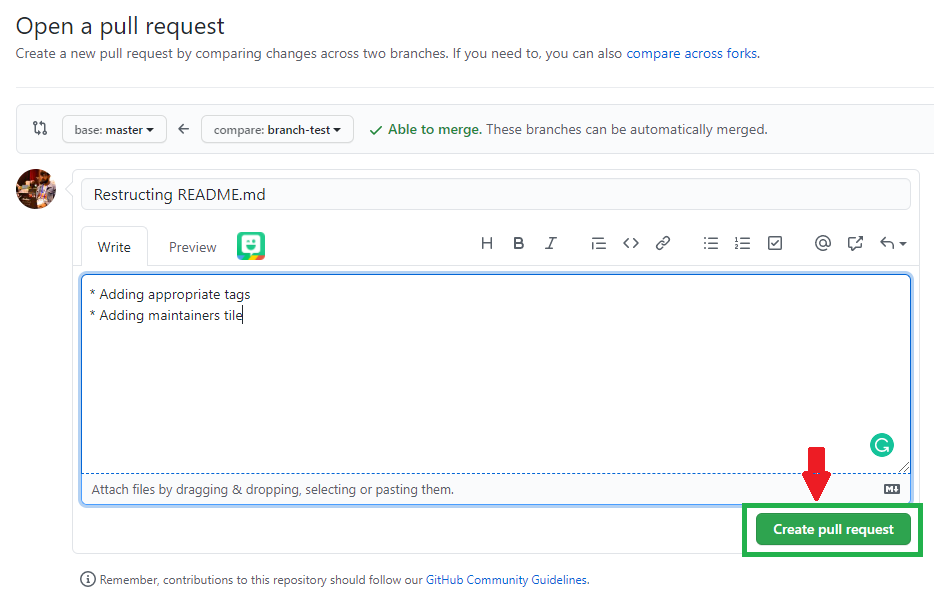 Open a pull request
Create a new pull request by comparing changes across two branches. If you need to, you can also compare across forks.
base: master
compare: branch-test
Able to merge. These branches can be automatically merged.
Restructing README.md
Write
Preview
H B I
* Adding appropriate tags
* Adding maintainers tile
Attach files by dragging & dropping, selecting or pasting them.
Create pull request
Remember, contributions to this repository should follow our GitHub Community Guidelines.